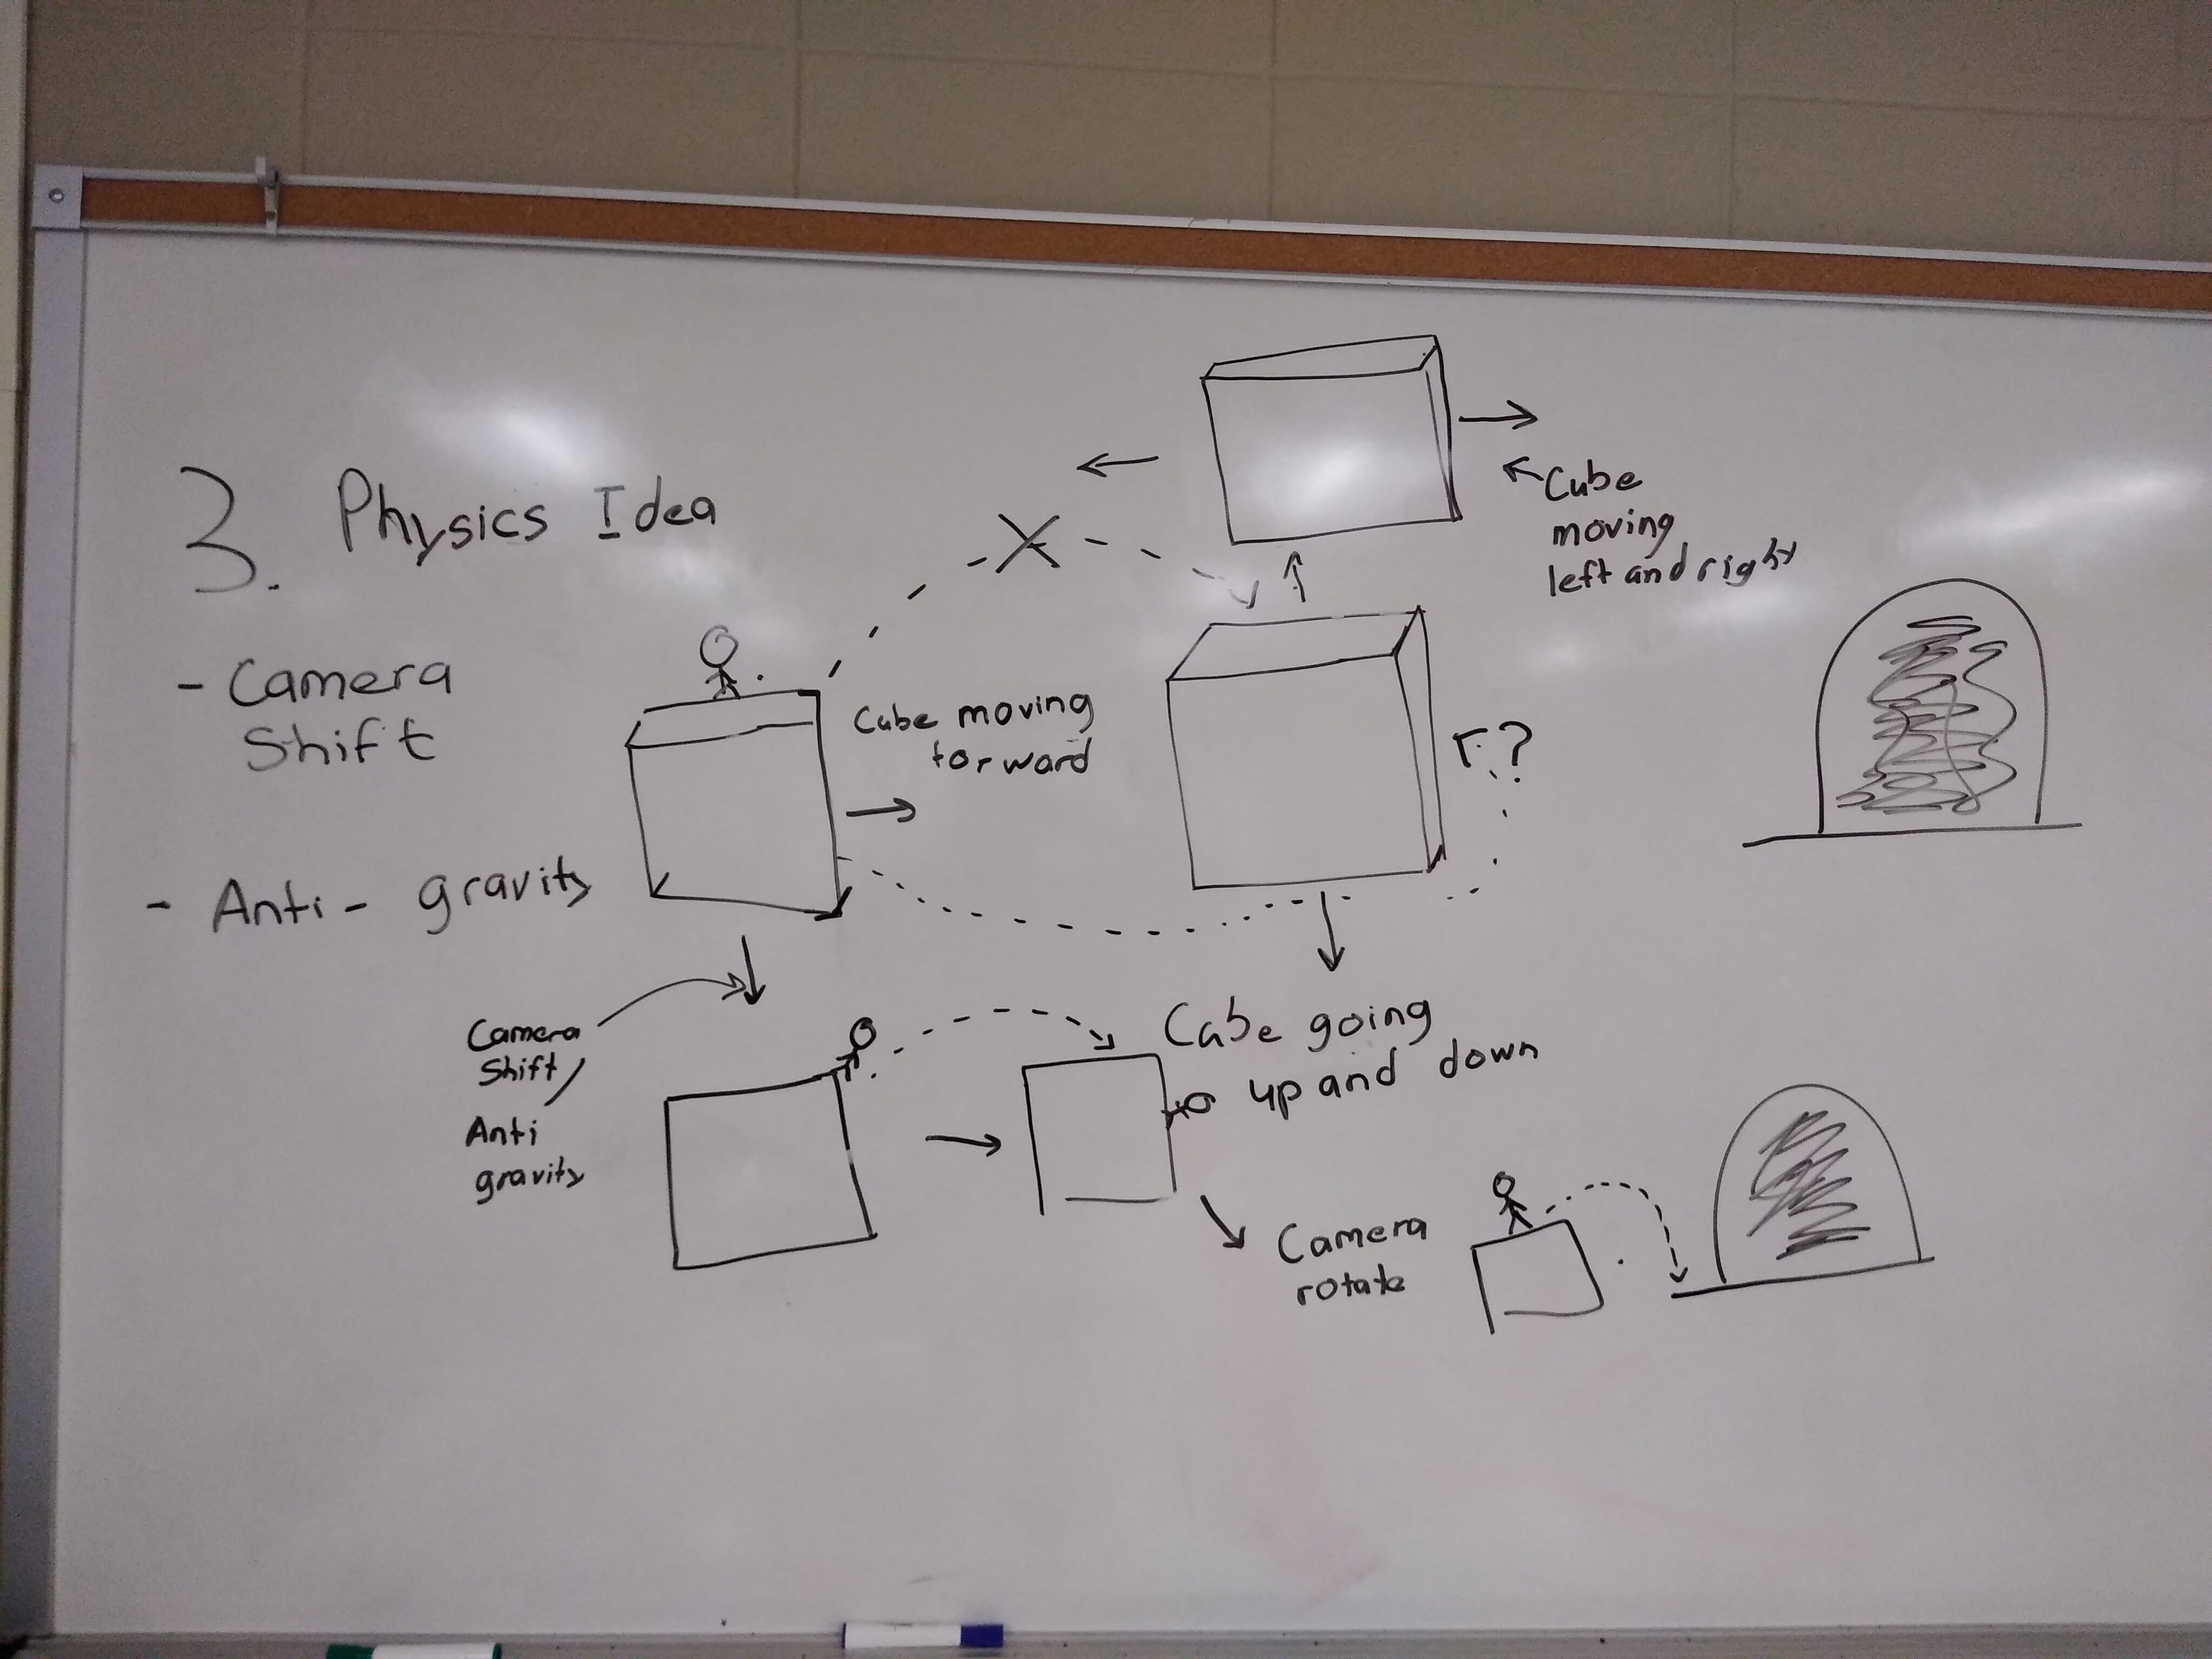 3. Physics Idea
- Camera
Shift
- Anti-gravity
Cube
moving
left and right
Cube moving
forward
?
Camera
Shift/
Anti
gravity
Cube going
up and down
Camera
rotate